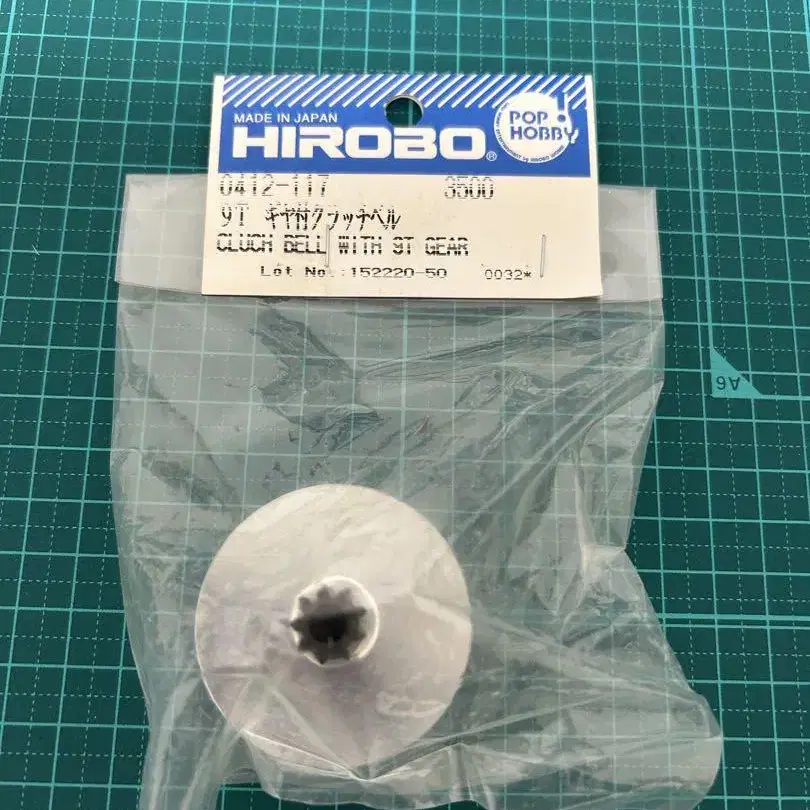 MADE IN JAPAN
HIROBO®
POP!
HOBBY
0412-117 3500
9T ギヤ付クラッチベル
CLUCH BELL WITH 9T GEAR
Lot No. :152220-50 0032*
A6